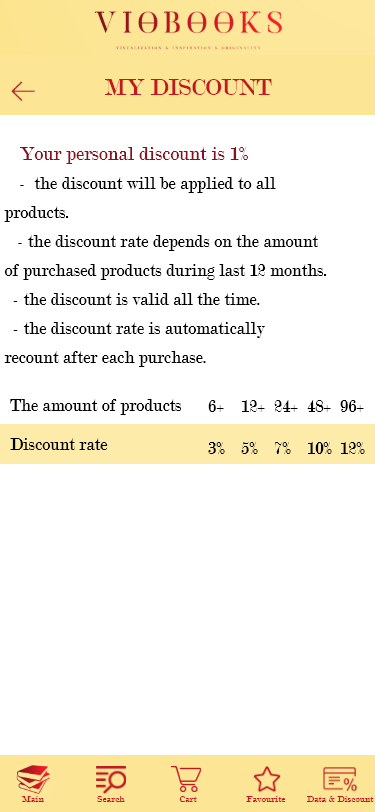 VIOBOOKS
VISUALIZATION & INSPIRATION & ORIGINALITY
MY DISCOUNT
Your personal discount is 1%
- the discount will be applied to all
products.
- the discount rate depends on the amount
of purchased products during last 12 months.
- the discount is valid all the time.
- the discount rate is automatically
recount after each purchase.
The amount of products 6+ 12+ 24+ 48+ 96+
Discount rate 3% 5% 7% 10% 12%
Main Search Cart Favourite Data & Discount